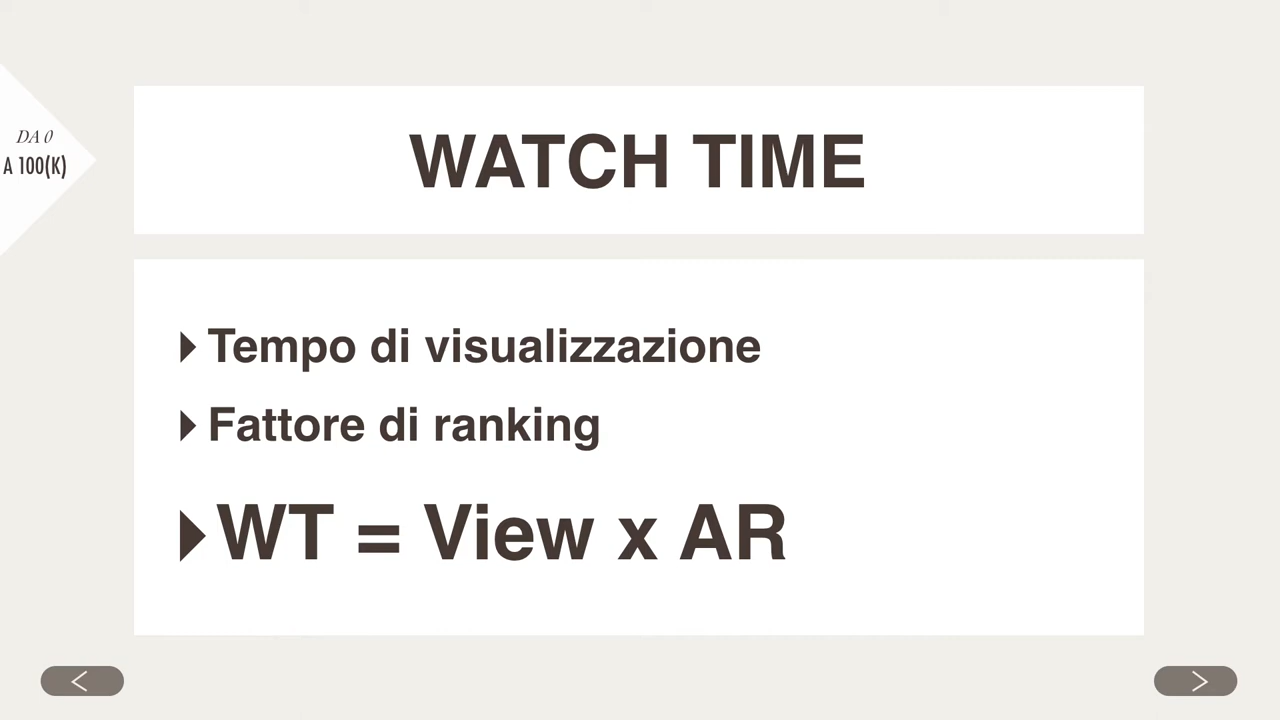 DA 0
A 100(K)
WATCH TIME
Tempo di visualizzazione
Fattore di ranking
WT = View x AR